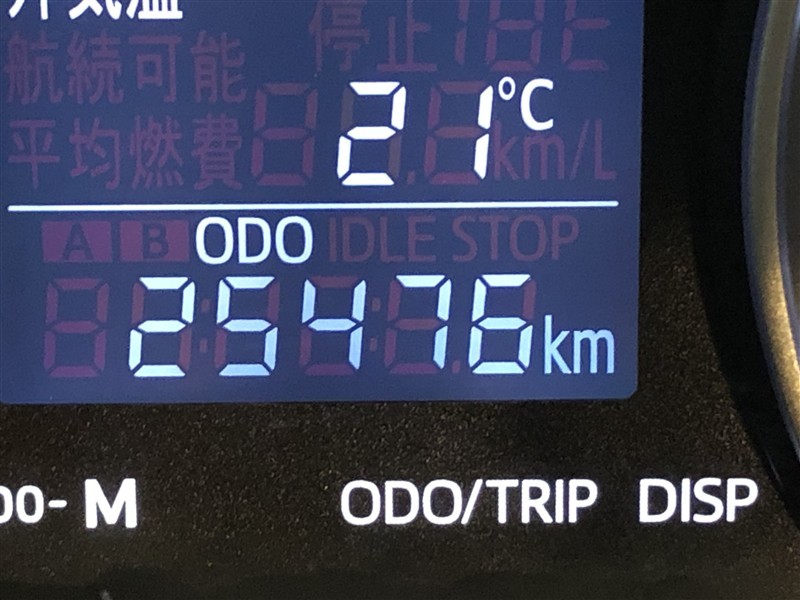 外気温
停止
航続可能
21°C
平均燃費 km/L
A B ODO IDLE STOP
25476km
00- M ODO/TRIP DISP